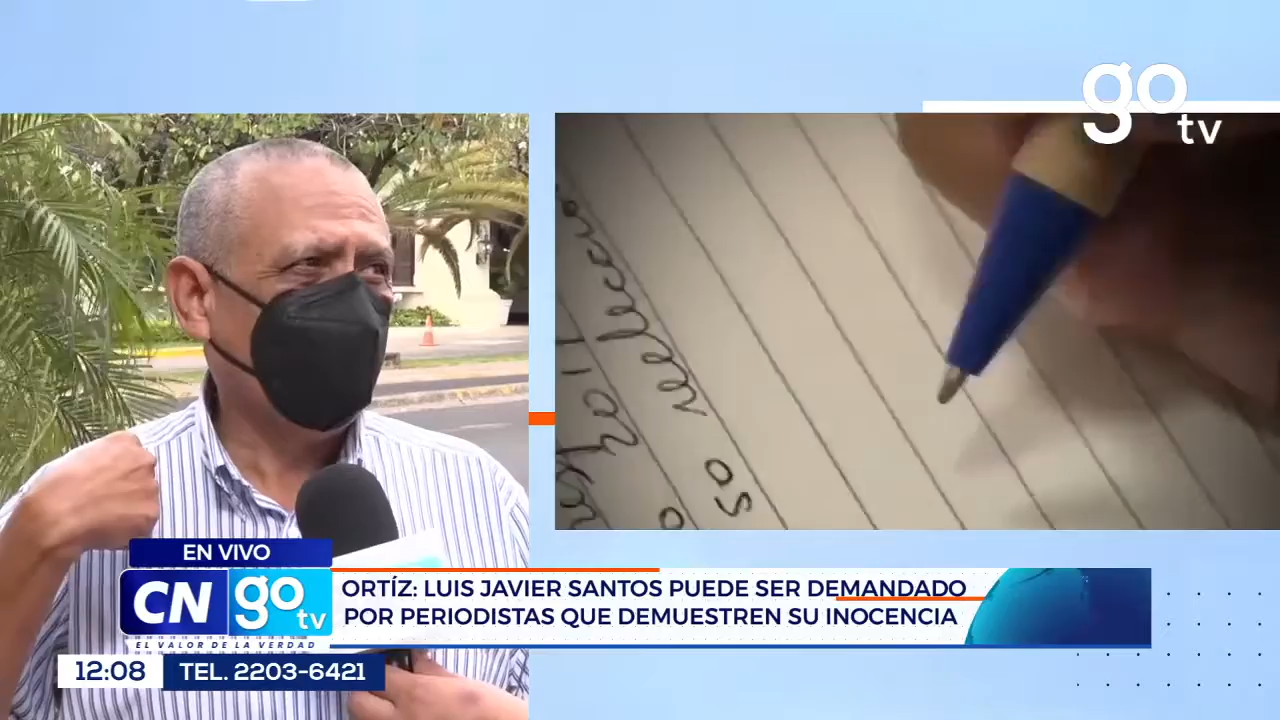 go
tv
EN VIVO
CN go tv
EL VALOR DE LA VERDAD
ORTÍZ: LUIS JAVIER SANTOS PUEDE SER DEMANDADO
POR PERIODISTAS QUE DEMUESTREN SU INOCENCIA
12:08 TEL. 2203-6421
so